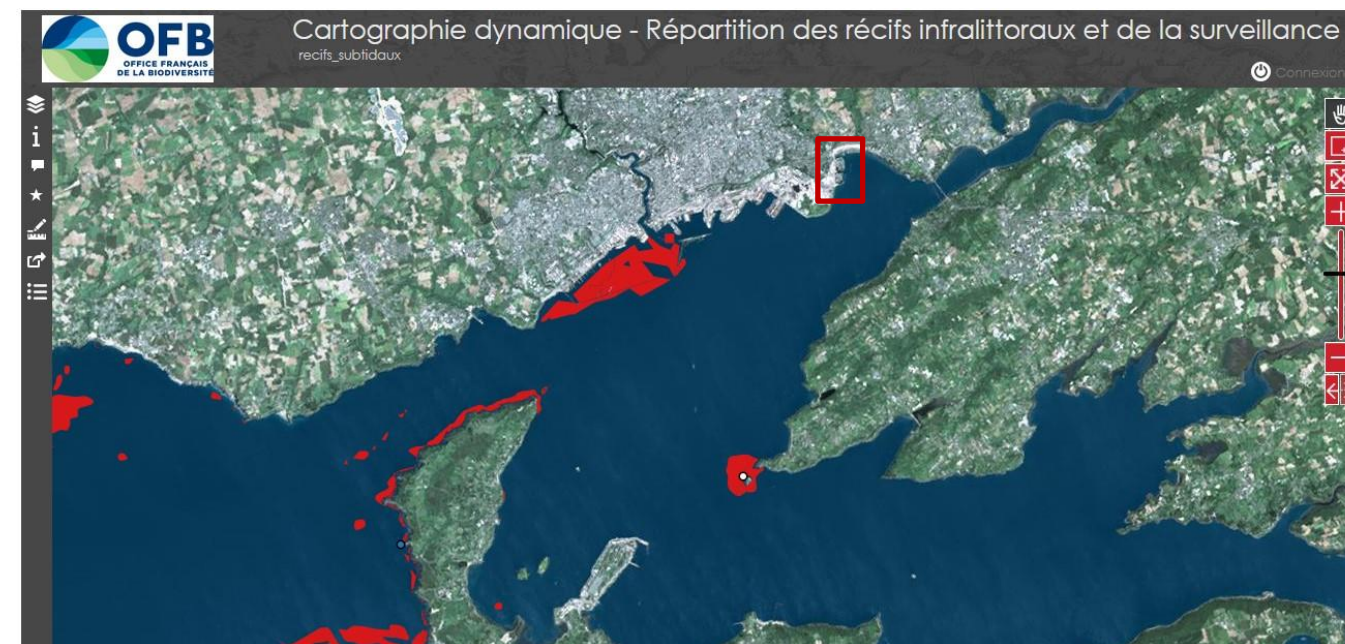 OFB
OFFICE FRANÇAIS
DE LA BIODIVERSITÉ
Cartographie dynamique - Répartition des récifs infralittoraux et de la surveillance
recifs_subtidaux
Connexion